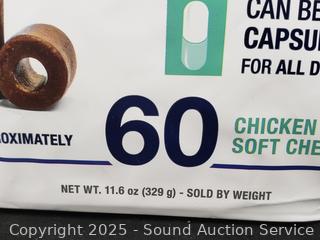 CAN BE
CAPSU
FOR ALL D
OXIMATELY
60
CHICKEN
SOFT CHE
NET WT. 11.6 oz (329 g) - SOLD BY WEIGHT
Copyright 2025 - Sound Auction Service